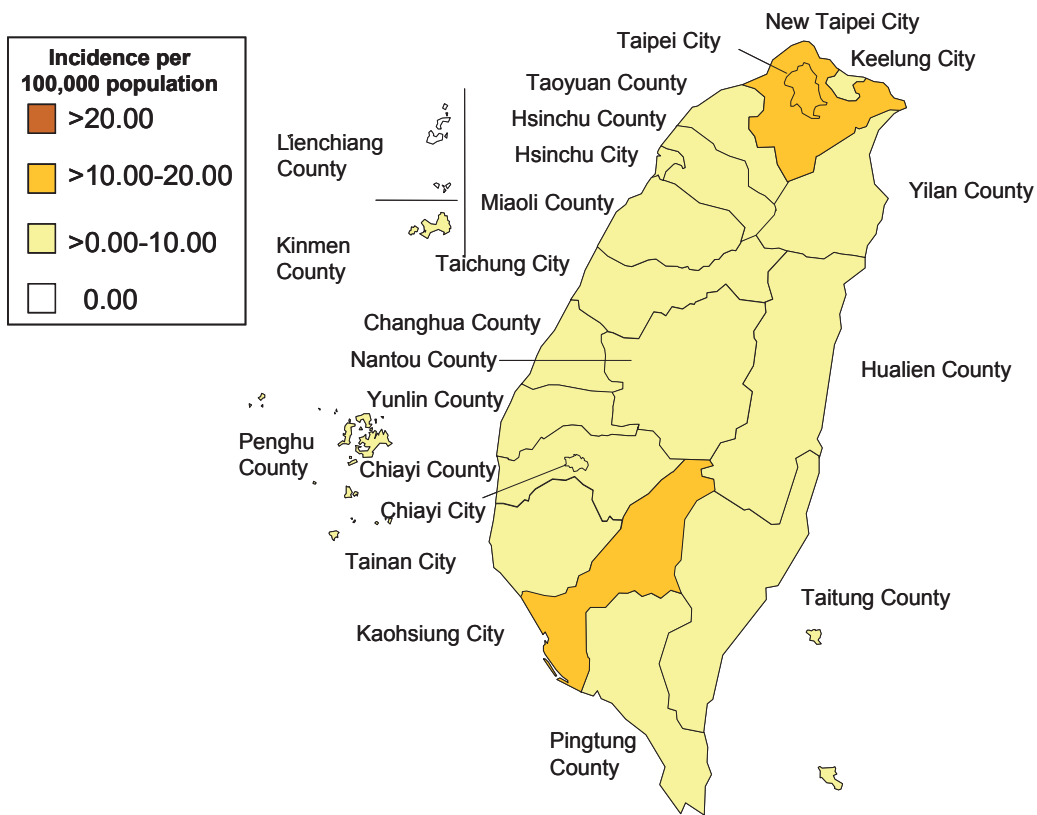 Incidence per
100,000 population
>20.00
>10.00-20.00
>0.00-10.00
0.00
New Taipei City
Taipei City
Keelung City
Taoyuan County
Hsinchu County
Lienchiang
County
Hsinchu City
Yilan County
Miaoli County
Kinmen
County
Taichung City
Changhua County
Nantou County
Hualien County
Yunlin County
Penghu
County
Chiayi County
Chiayi City
Tainan City
Taitung County
Kaohsiung City
Pingtung
County